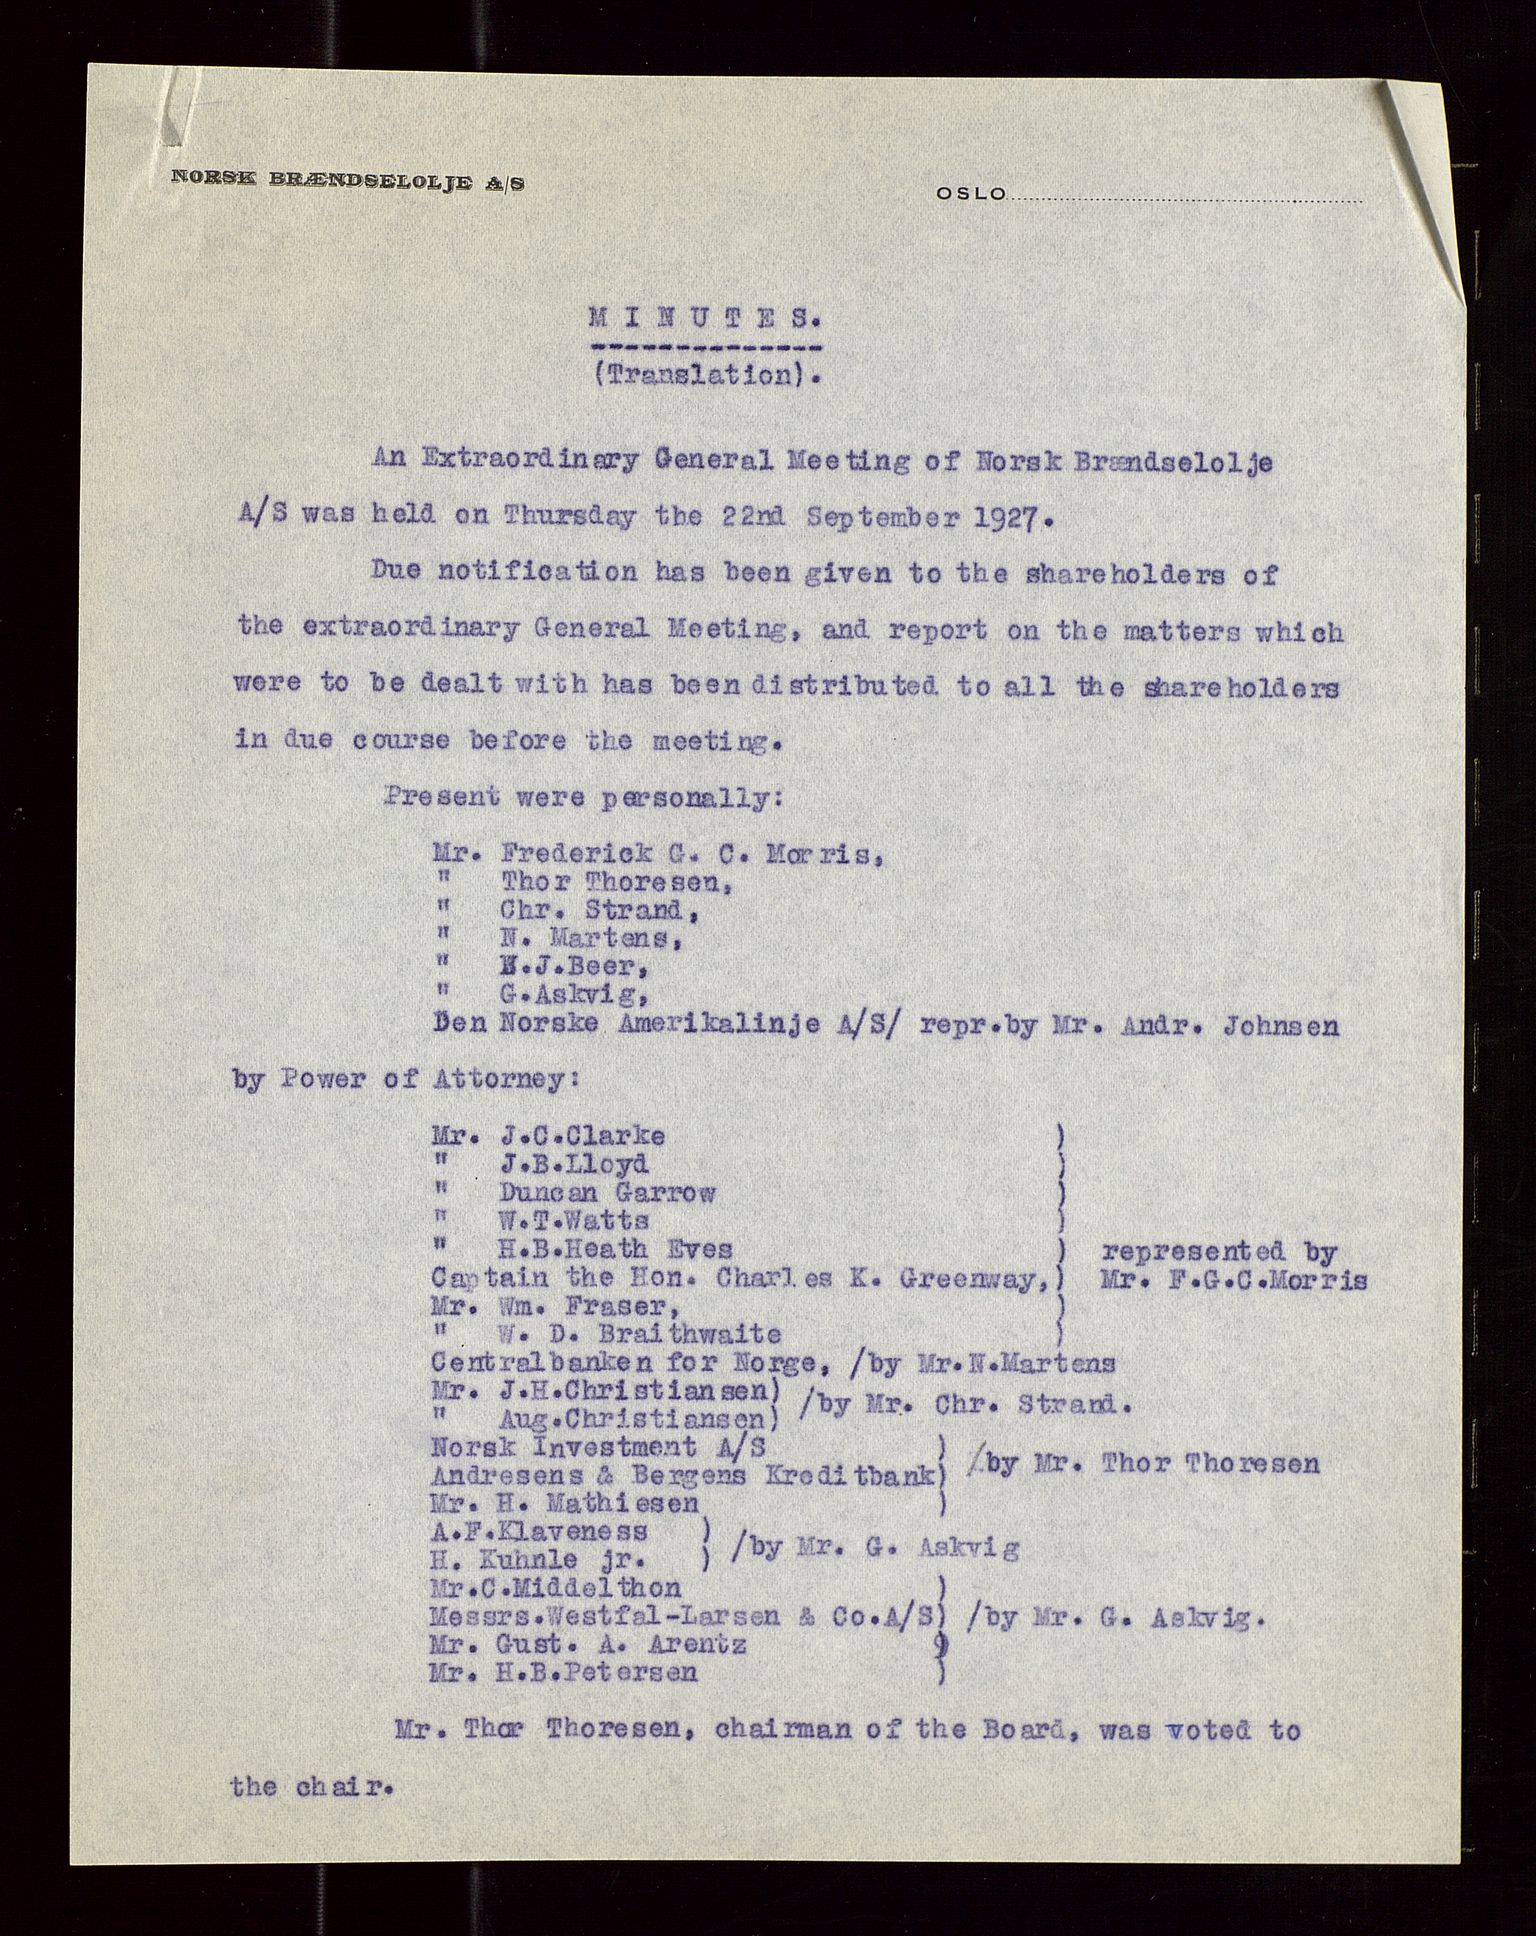 NORSK BRÆNDSELOLJE A/S
OSLO
M I N U T E S.
(Translation).
An Extraordinary General Meeting of Norsk Brændselolje
A/S was held on Thursday the 22nd September 1927.
Due notification has been given to the shareholders of
the extraordinary General Meeting, and report on the matters which
were to be dealt with has been distributed to all the shareholders
in due course before the meeting.
Present were personally:
Mr. Frederick G. C. Morris,
" Thor Thoresen,
" Chr. Strand,
" N. Martens,
" N.J.Beer,
" G.Askvig,
Den Norske Amerikalinje A/S/ repr.by Mr. Andr. Johnsen
by Power of Attorney:
Mr. J.C.Clarke )
" J.B.Lloyd )
" Duncan Garrow )
" W.T.Watts )
" H.B.Heath Eves ) represented by
Captain the Hon. Charles K. Greenway,) Mr. F.G.C.Morris
Mr. Wm. Fraser, )
" W. D. Braithwaite )
Centralbanken for Norge, /by Mr.N.Martens
Mr. J.H.Christiansen)
" Aug.Christiansen) /by Mr. Chr. Strand.
Norsk Investment A/S )
Andresens & Bergens Kreditbank) /by Mr. Thor Thoresen
Mr. H. Mathiesen )
A.F.Klaveness )
H. Kuhnle jr. ) /by Mr. G. Askvig
Mr.C.Middelthon )
Messrs.Westfal-Larsen & Co.A/S) /by Mr. G. Askvig.
Mr. Gust. A. Arentz )
Mr. H.B.Petersen )
Mr. Thor Thoresen, chairman of the Board, was voted to
the chair.